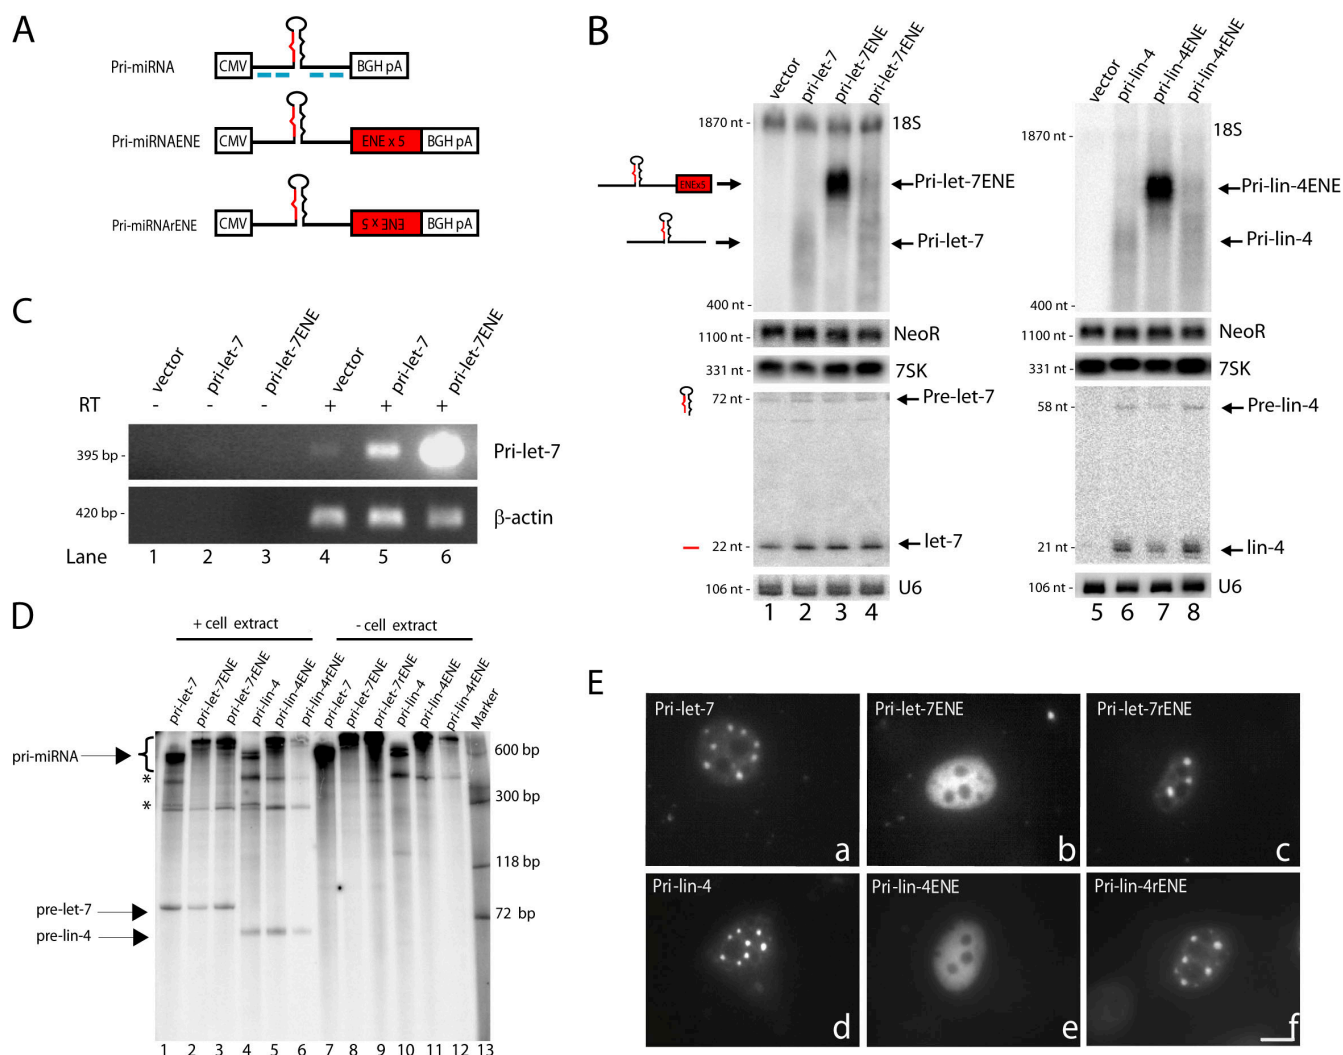 A
Pri-miRNA
CMV
BGH pA
Pri-miRNAENE
CMV
ENE x 5
BGH pA
Pri-miRNArENE
CMV
ENE x 5
BGH pA
B
vector
pri-let-7
pri-let-7ENE
pri-let-7rENE
1870 nt -
18S
ENEx5
Pri-let-7ENE
Pri-let-7
400 nt -
1100 nt -
NeoR
331 nt -
7SK
72 nt -
Pre-let-7
22 nt -
let-7
106 nt -
U6
1 2 3 4
vector
pri-lin-4
pri-lin-4ENE
pri-lin-4rENE
1870 nt -
18S
Pri-lin-4ENE
Pri-lin-4
400 nt -
1100 nt -
NeoR
331 nt -
7SK
58 nt -
Pre-lin-4
21 nt -
lin-4
106 nt -
U6
5 6 7 8
C
vector
pri-let-7
pri-let-7ENE
vector
pri-let-7
pri-let-7ENE
RT - - - + + +
395 bp -
Pri-let-7
420 bp -
β-actin
Lane 1 2 3 4 5 6
D
+ cell extract
- cell extract
pri-let-7
pri-let-7ENE
pri-let-7rENE
pri-lin-4
pri-lin-4ENE
pri-lin-4rENE
pri-let-7
pri-let-7ENE
pri-let-7rENE
pri-lin-4
pri-lin-4ENE
pri-lin-4rENE
Marker
pri-miRNA
*
*
pre-let-7
pre-lin-4
600 bp
300 bp
118 bp
72 bp
1 2 3 4 5 6 7 8 9 10 11 12 13
E
Pri-let-7
a
Pri-let-7ENE
b
Pri-let-7rENE
c
Pri-lin-4
d
Pri-lin-4ENE
e
Pri-lin-4rENE
f